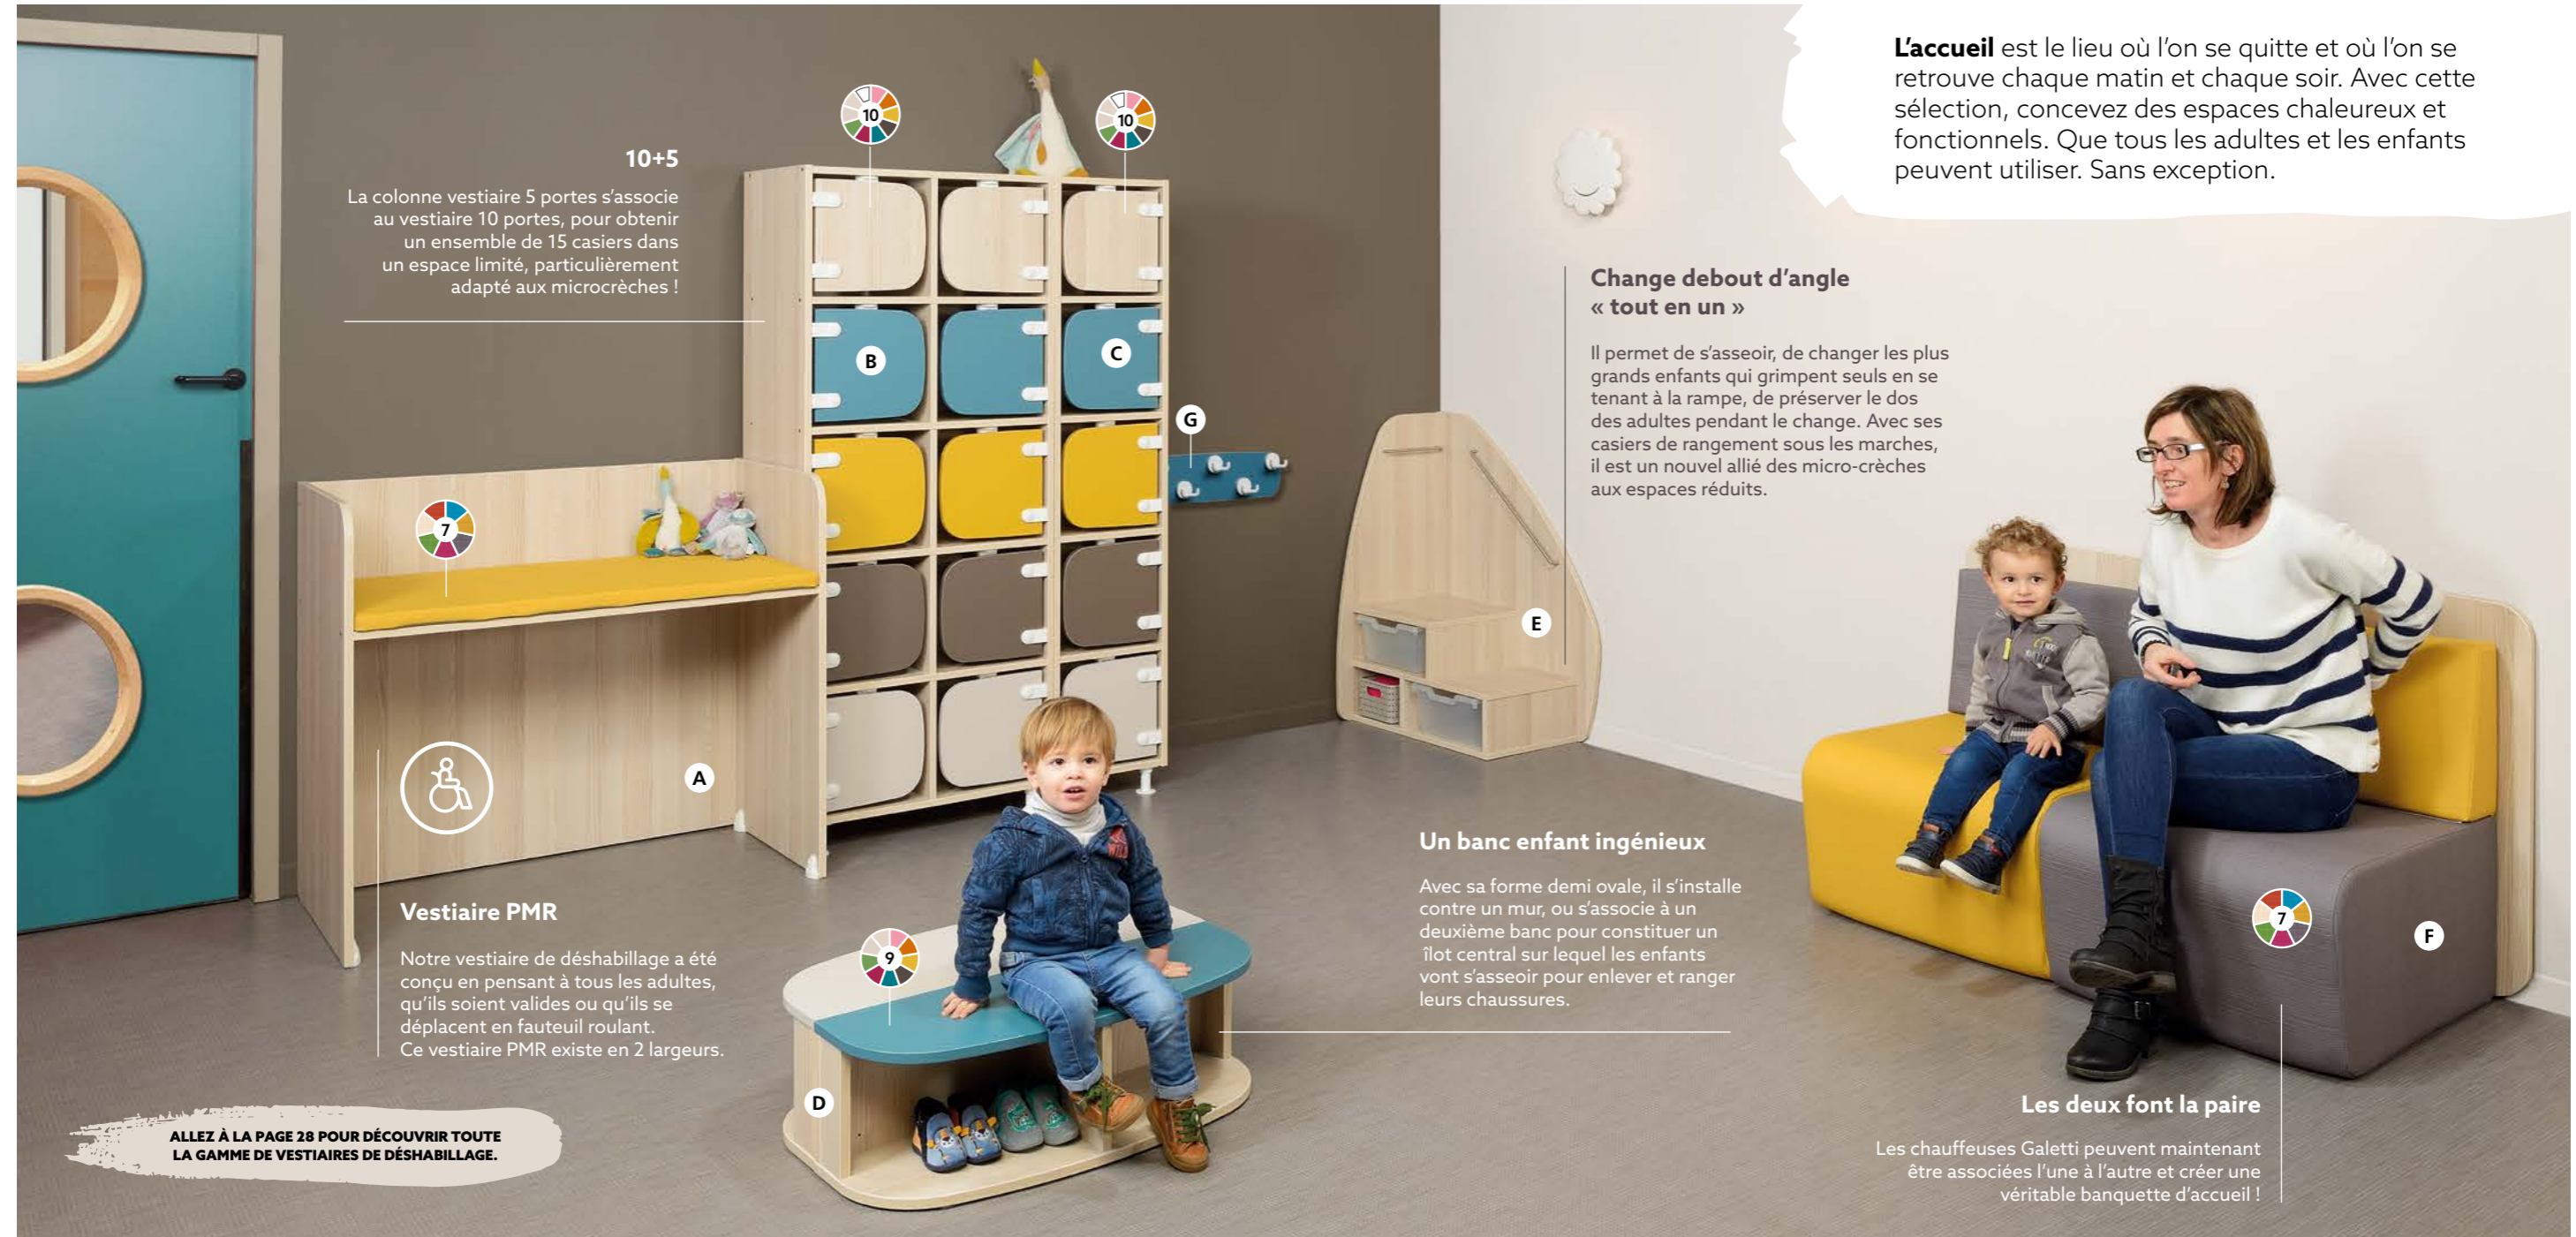 L'accueil est le lieu où l'on se quitte et où l'on se
retrouve chaque matin et chaque soir. Avec cette
sélection, concevez des espaces chaleureux et
fonctionnels. Que tous les adultes et les enfants
peuvent utiliser. Sans exception.
10+5
La colonne vestiaire 5 portes s'associe
au vestiaire 10 portes, pour obtenir
un ensemble de 15 casiers dans
un espace limité, particulièrement
adapté aux microcrèches !
10
10
B
C
G
7
A
Change debout d'angle
« tout en un »
Il permet de s'asseoir, de changer les plus
grands enfants qui grimpent seuls en se
tenant à la rampe, de préserver le dos
des adultes pendant le change. Avec ses
casiers de rangement sous les marches,
il est un nouvel allié des micro-crèches
aux espaces réduits.
E
Vestiaire PMR
Notre vestiaire de déshabillage a été
conçu en pensant à tous les adultes,
qu'ils soient valides ou qu'ils se
déplacent en fauteuil roulant.
Ce vestiaire PMR existe en 2 largeurs.
9
D
Un banc enfant ingénieux
Avec sa forme demi ovale, il s'installe
contre un mur, ou s'associe à un
deuxième banc pour constituer un
îlot central sur lequel les enfants
vont s'asseoir pour enlever et ranger
leurs chaussures.
7
F
Les deux font la paire
Les chauffeuses Galetti peuvent maintenant
être associées l'une à l'autre et créer une
véritable banquette d'accueil !
ALLEZ À LA PAGE 28 POUR DÉCOUVRIR TOUTE
LA GAMME DE VESTIAIRES DE DÉSHABILLAGE.